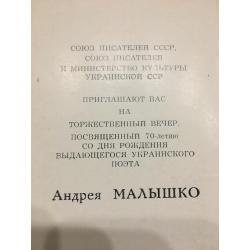 СОЮЗ ПИСАТЕЛЕЙ СССР,
СОЮЗ ПИСАТЕЛЕЙ
И МИНИСТЕРСТВО КУЛЬТУРЫ
УКРАИНСКОЙ ССР
ПРИГЛАШАЮТ ВАС
НА
ТОРЖЕСТВЕННЫЙ ВЕЧЕР,
ПОСВЯЩЕННЫЙ 70-летию
СО ДНЯ РОЖДЕНИЯ
ВЫДАЮЩЕГОСЯ УКРАИНСКОГО
ПОЭТА
Андрея МАЛЫШКО